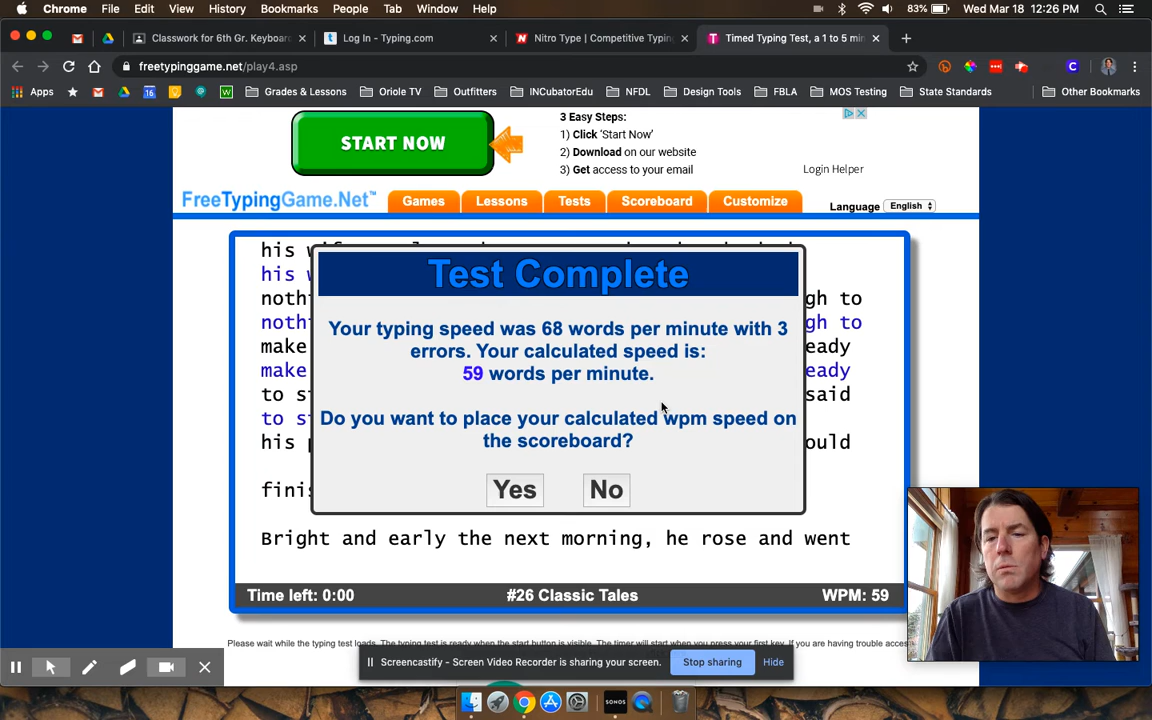 Chrome File Edit View History Bookmarks People Tab Window Help 83% Wed Mar 18 12:26 PM
Classwork for 6th Gr. Keyboard Log In - Typing.com Nitro Type | Competitive Typing Timed Typing Test, a 1 to 5 min
freetypinggame.net/play4.asp
Apps Grades & Lessons Oriole TV Outfitters INCubatorEdu NFDL Design Tools FBLA MOS Testing State Standards Other Bookmarks
START NOW
3 Easy Steps:
1) Click 'Start Now'
2) Download on our website
3) Get access to your email
Login Helper
FreeTypingGame.Net™ Games Lessons Tests Scoreboard Customize Language English
his
his
gh to
gh to
make eady
make eady
to said
to
his ould
Test Complete
Your typing speed was 68 words per minute with 3
errors. Your calculated speed is:
59 words per minute.
Do you want to place your calculated wpm speed on
the scoreboard?
Yes No
Bright and early the next morning, he rose and went
Time left: 0:00 #26 Classic Tales WPM: 59
Please wait while the typing test loads. The typing test is ready when the start button is visible. The timer will start when you press your first key. If you are having trouble
Screencastify - Screen Video Recorder is sharing your screen. Stop sharing Hide
SONOS